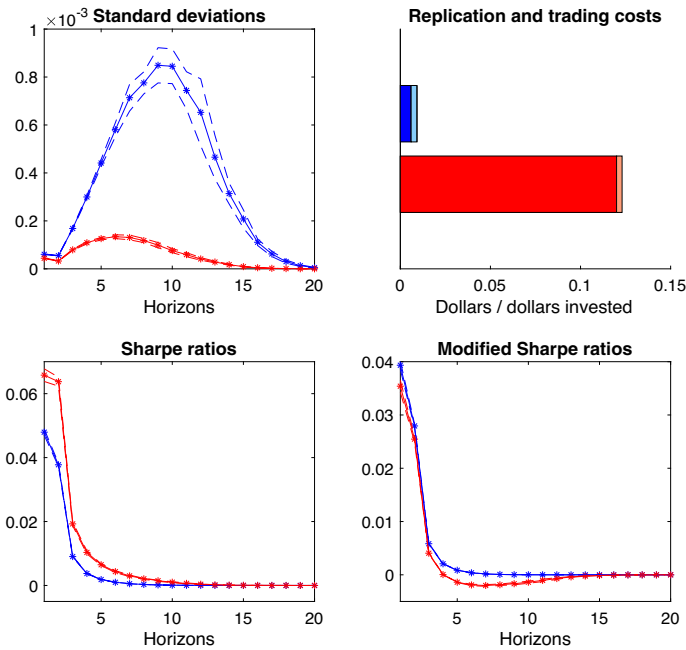 Standard deviations
×10⁻³
1
0.8
0.6
0.4
0.2
0
5 10 15 20
Horizons
Replication and trading costs
0 0.05 0.1 0.15
Dollars / dollars invested
Sharpe ratios
0.06
0.04
0.02
0
5 10 15 20
Horizons
Modified Sharpe ratios
0.04
0.03
0.02
0.01
0
5 10 15 20
Horizons